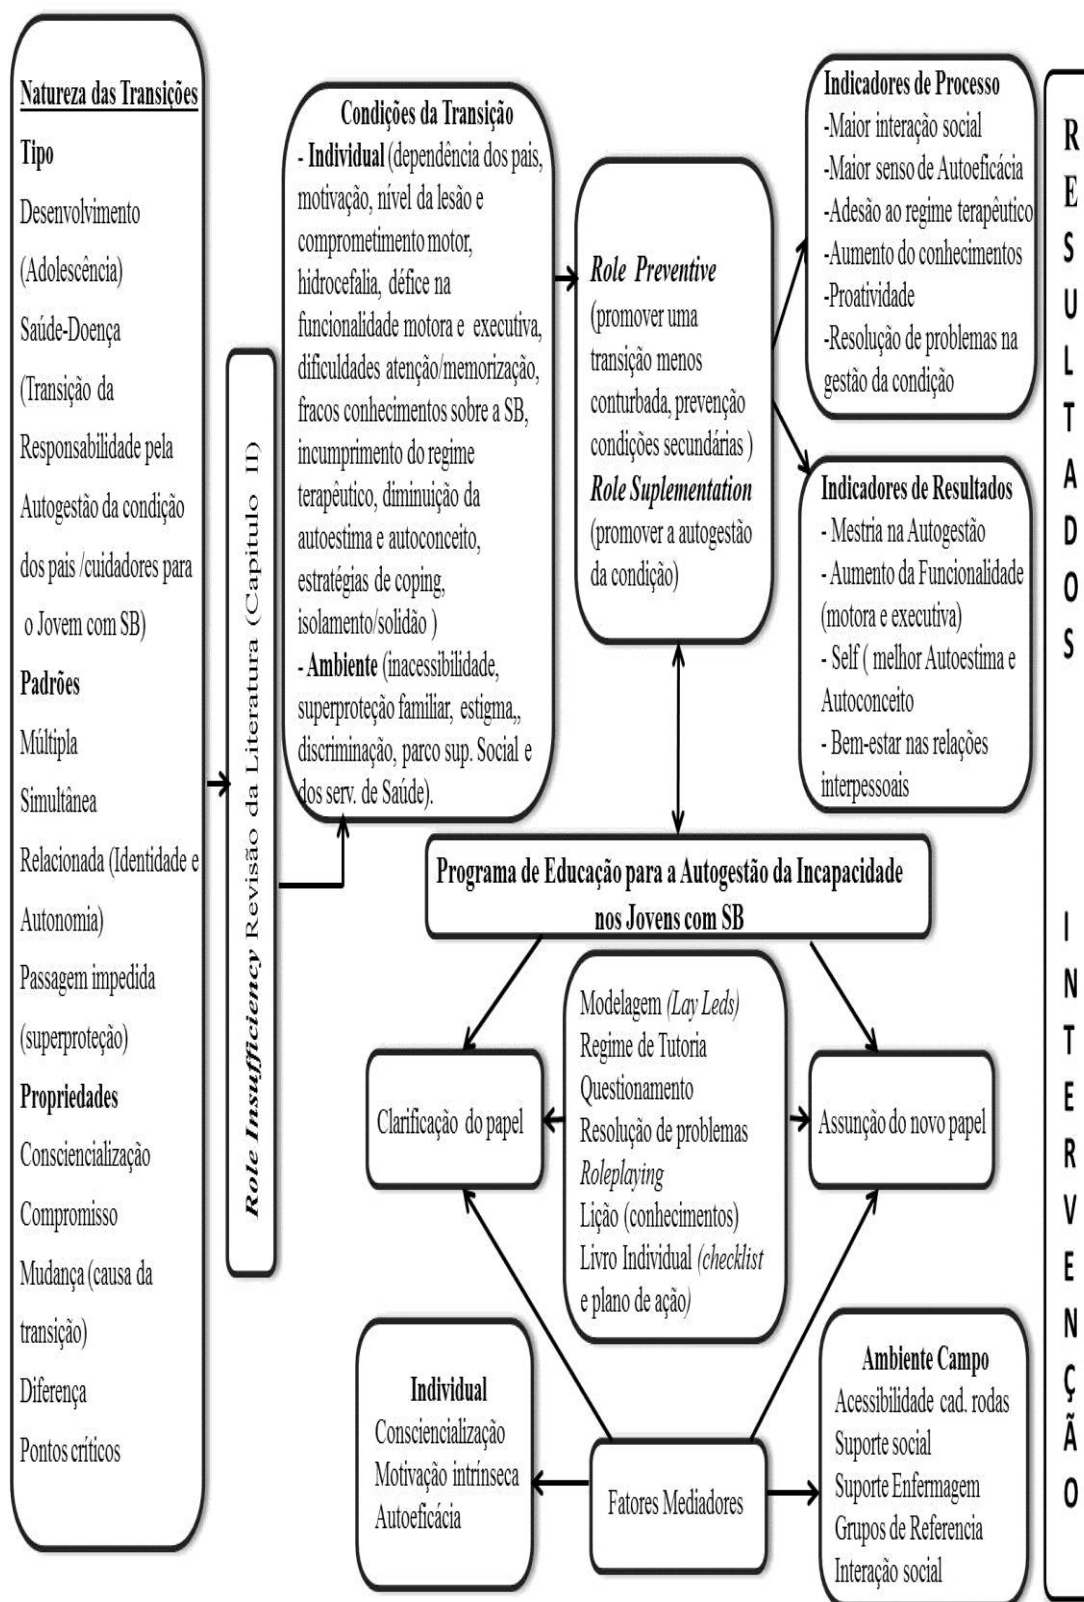 Natureza das Transições
Tipo
Desenvolvimento
(Adolescência)
Saúde-Doença
(Transição da
Responsabilidade pela
Autogestão da condição
dos pais /cuidadores para
o Jovem com SB)
Padrões
Múltipla
Simultânea
Relacionada (Identidade e
Autonomia)
Passagem impedida
(superproteção)
Propriedades
Consciencialização
Compromisso
Mudança (causa da
transição)
Diferença
Pontos críticos
Role Insufficiency Revisão da Literatura (Capitulo II)
Condições da Transição
- Individual (dependência dos pais,
motivação, nível da lesão e
comprometimento motor,
hidrocefalia, défice na
funcionalidade motora e executiva,
dificuldades atenção/memorização,
fracos conhecimentos sobre a SB,
incumprimento do regime
terapêutico, diminuição da
autoestima e autoconceito,
estratégias de coping,
isolamento/solidão )
- Ambiente (inacessibilidade,
superproteção familiar, estigma,,
discriminação, parco sup. Social e
dos serv. de Saúde).
Role Preventive
(promover uma
transição menos
conturbada, prevenção
condições secundárias )
Role Suplementation
(promover a autogestão
da condição)
Indicadores de Processo
-Maior interação social
-Maior senso de Autoeficácia
-Adesão ao regime terapêutico
-Aumento do conhecimentos
-Proatividade
-Resolução de problemas na
gestão da condição
Indicadores de Resultados
- Mestria na Autogestão
- Aumento da Funcionalidade
(motora e executiva)
- Self ( melhor Autoestima e
Autoconceito
- Bem-estar nas relações
interpessoais
Programa de Educação para a Autogestão da Incapacidade
nos Jovens com SB
Clarificação do papel
Modelagem (Lay Leds)
Regime de Tutoria
Questionamento
Resolução de problemas
Roleplaying
Lição (conhecimentos)
Livro Individual (checklist
e plano de ação)
Assunção do novo papel
Individual
Consciencialização
Motivação intrínseca
Autoeficácia
Fatores Mediadores
Ambiente Campo
Acessibilidade cad. rodas
Suporte social
Suporte Enfermagem
Grupos de Referencia
Interação social
RESULTADOS
INTERVENÇÃO